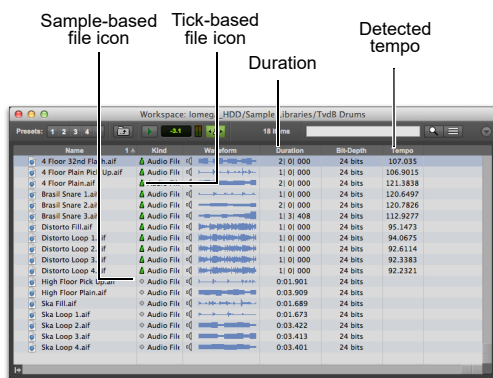 Sample-based file icon
Tick-based file icon
Duration
Detected tempo
Workspace: Iomega_HDD/Sample Libraries/TvdB Drums
Presets: 1 2 3 4 -3.1 18 items
Name 1 Kind Waveform Duration Bit-Depth Tempo
4 Floor 32nd Flash.aif Audio File 2| 0| 000 24 bits 107.035
4 Floor Plain Pick Up.aif Audio File 1| 0| 000 24 bits 106.9015
4 Floor Plain.aif Audio File 2| 0| 000 24 bits 121.3838
Brasil Snare 1.aif Audio File 1| 0| 000 24 bits 120.6497
Brasil Snare 2.aif Audio File 2| 0| 000 24 bits 120.7826
Brasil Snare 3.aif Audio File 1| 3| 408 24 bits 112.9277
Distorto Fill.aif Audio File 1| 0| 000 24 bits 95.1473
Distorto Loop 1.aif Audio File 1| 0| 000 24 bits 94.0675
Distorto Loop 2.aif Audio File 1| 0| 000 24 bits 92.6114
Distorto Loop 3.aif Audio File 1| 0| 000 24 bits 92.3383
Distorto Loop 4.aif Audio File 1| 0| 000 24 bits 92.2321
High Floor Pick Up.aif Audio File 0:01.901 24 bits
High Floor Plain.aif Audio File 0:03.909 24 bits
Ska Fill.aif Audio File 0:01.689 24 bits
Ska Loop 1.aif Audio File 0:01.673 24 bits
Ska Loop 2.aif Audio File 0:03.422 24 bits
Ska Loop 3.aif Audio File 0:03.413 24 bits
Ska Loop 4.aif Audio File 0:03.401 24 bits